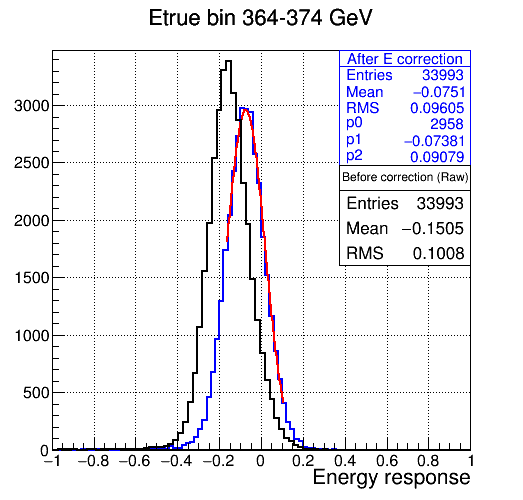 Etrue bin 364-374 GeV
After E correction
Entries 33993
Mean −0.0751
RMS 0.09605
p0 2958
p1 −0.07381
p2 0.09079
Before correction (Raw)
Entries 33993
Mean −0.1505
RMS 0.1008
3000
2500
2000
1500
1000
500
0
−1 −0.8 −0.6 −0.4 −0.2 0 0.2 0.4 0.6 0.8 1
Energy response